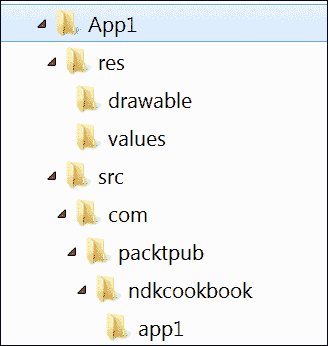 App1
res
drawable
values
src
com
packtpub
ndkcookbook
app1